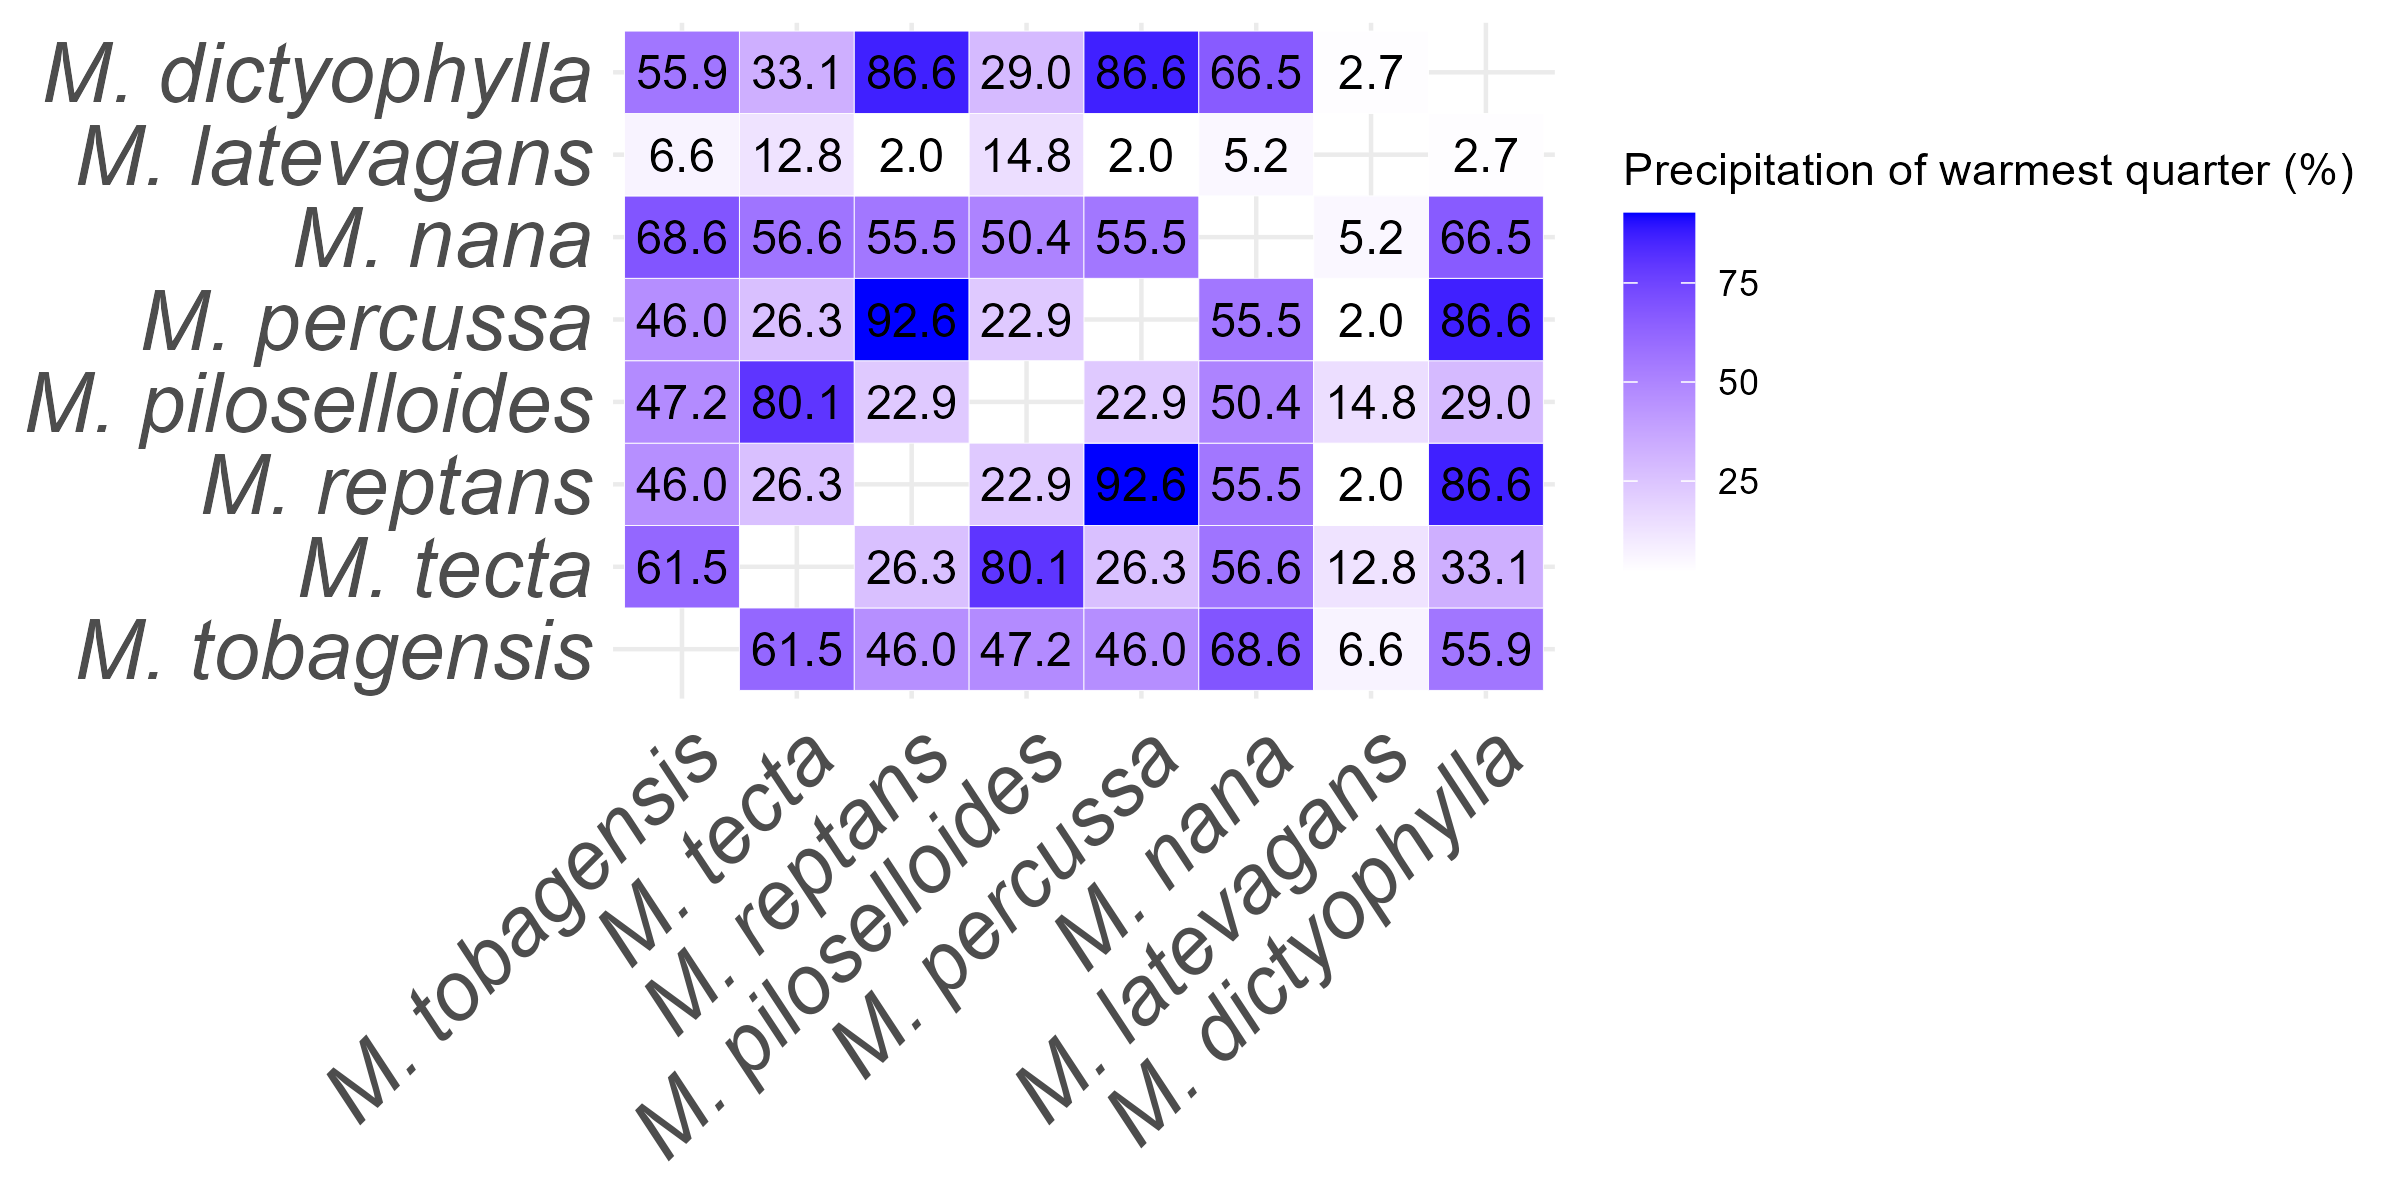 M. dictyophylla 55.9 33.1 86.6 29.0 86.6 66.5 2.7
M. latevagans 6.6 12.8 2.0 14.8 2.0 5.2 2.7
M. nana 68.6 56.6 55.5 50.4 55.5 5.2 66.5
M. percussa 46.0 26.3 92.6 22.9 55.5 2.0 86.6
M. piloselloides 47.2 80.1 22.9 22.9 50.4 14.8 29.0
M. reptans 46.0 26.3 22.9 92.6 55.5 2.0 86.6
M. tecta 61.5 26.3 80.1 26.3 56.6 12.8 33.1
M. tobagensis 61.5 46.0 47.2 46.0 68.6 6.6 55.9
M. tobagensis
M. tecta
M. reptans
M. piloselloides
M. percussa
M. nana
M. latevagans
M. dictyophylla
Precipitation of warmest quarter (%)
75
50
25